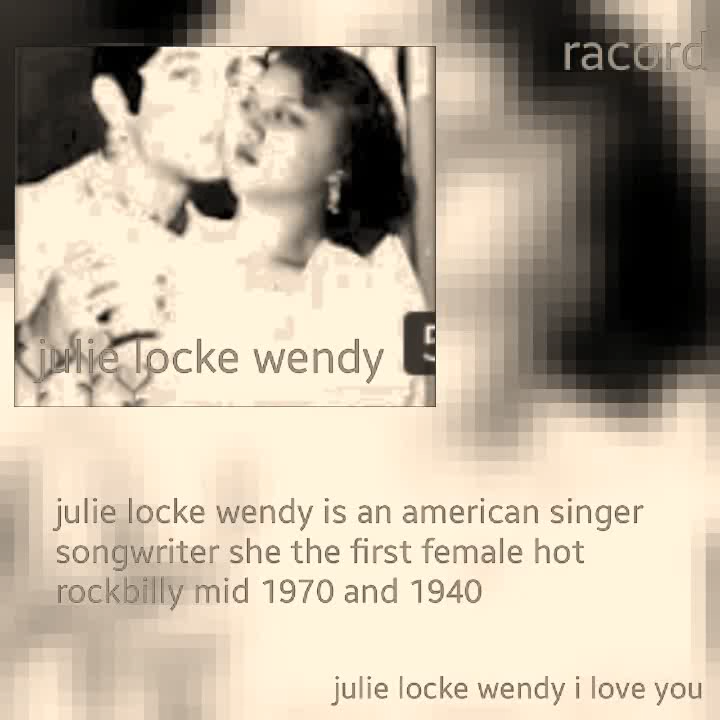 racord
julie locke wendy
5
julie locke wendy is an american singer
songwriter she the first female hot
rockbilly mid 1970 and 1940
julie locke wendy i love you